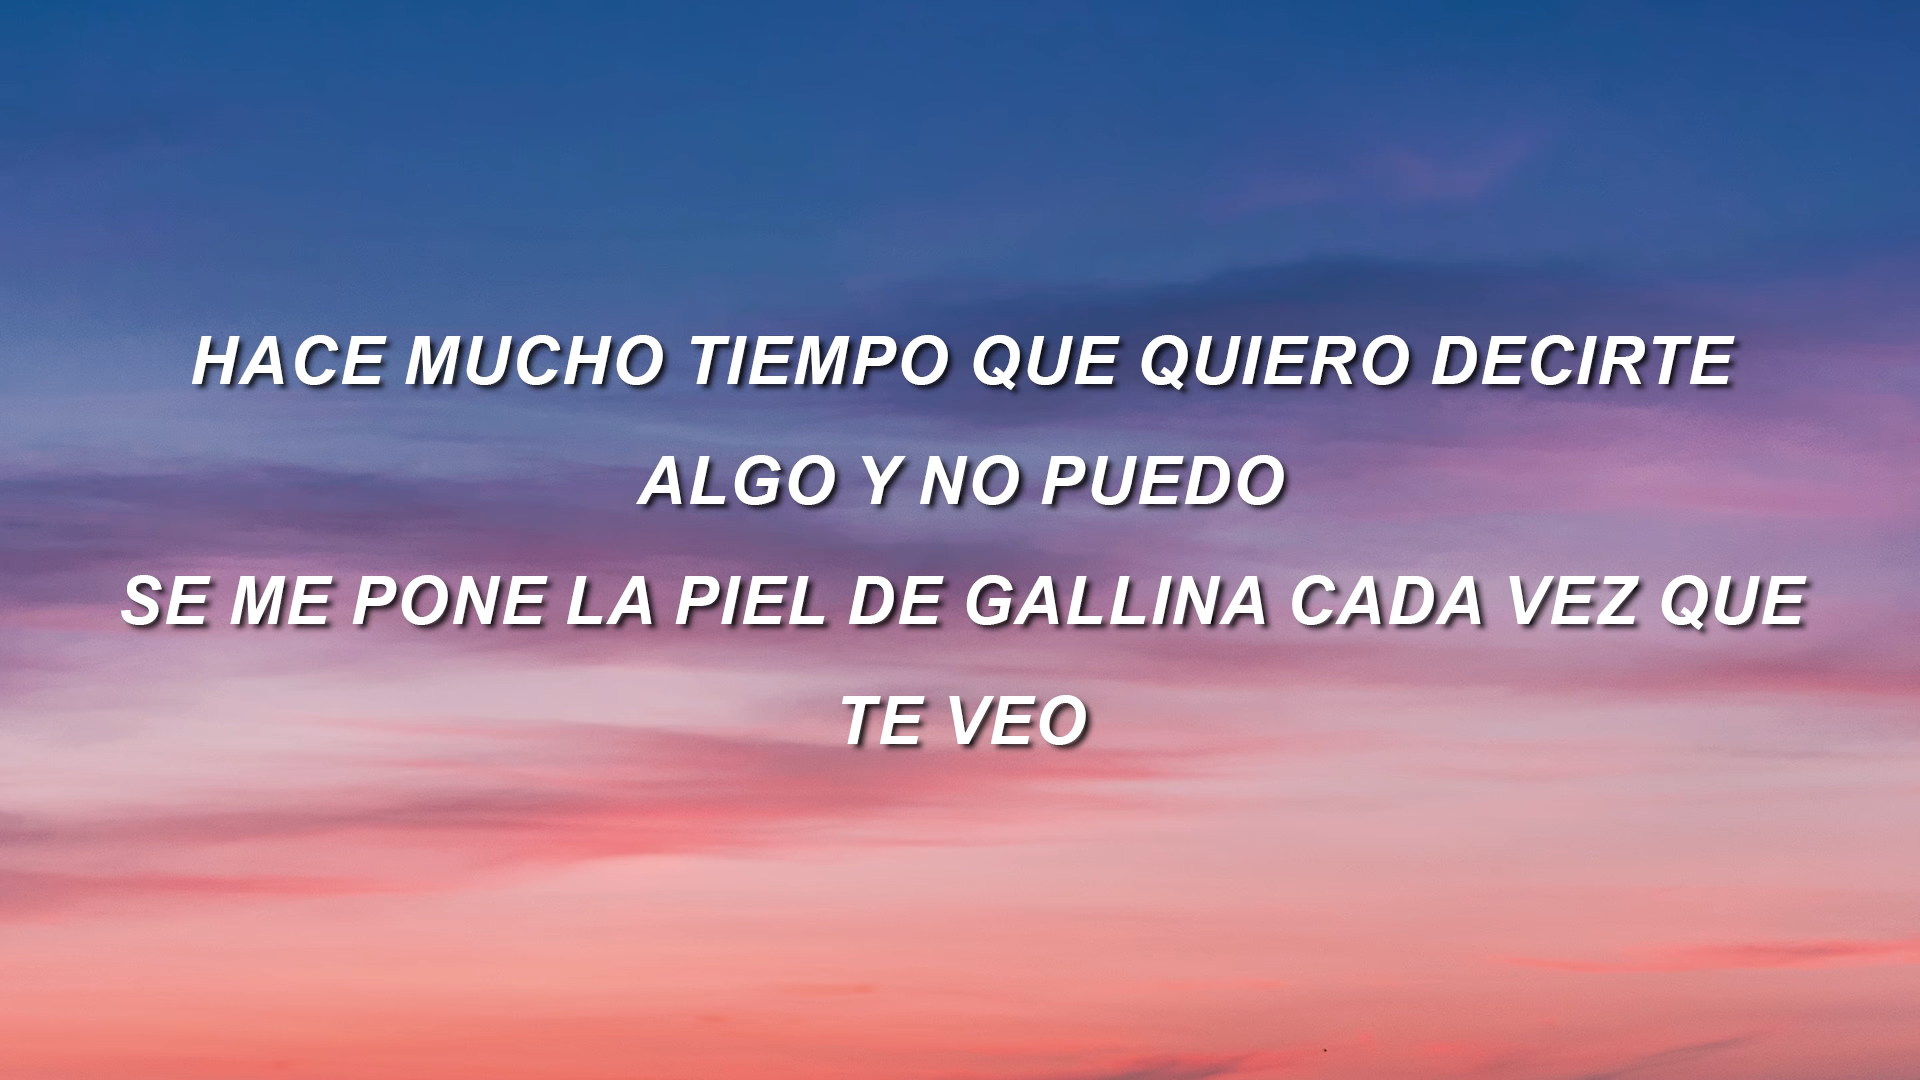 HACE MUCHO TIEMPO QUE QUIERO DECIRTE
ALGO Y NO PUEDO
SE ME PONE LA PIEL DE GALLINA CADA VEZ QUE
TE VEO